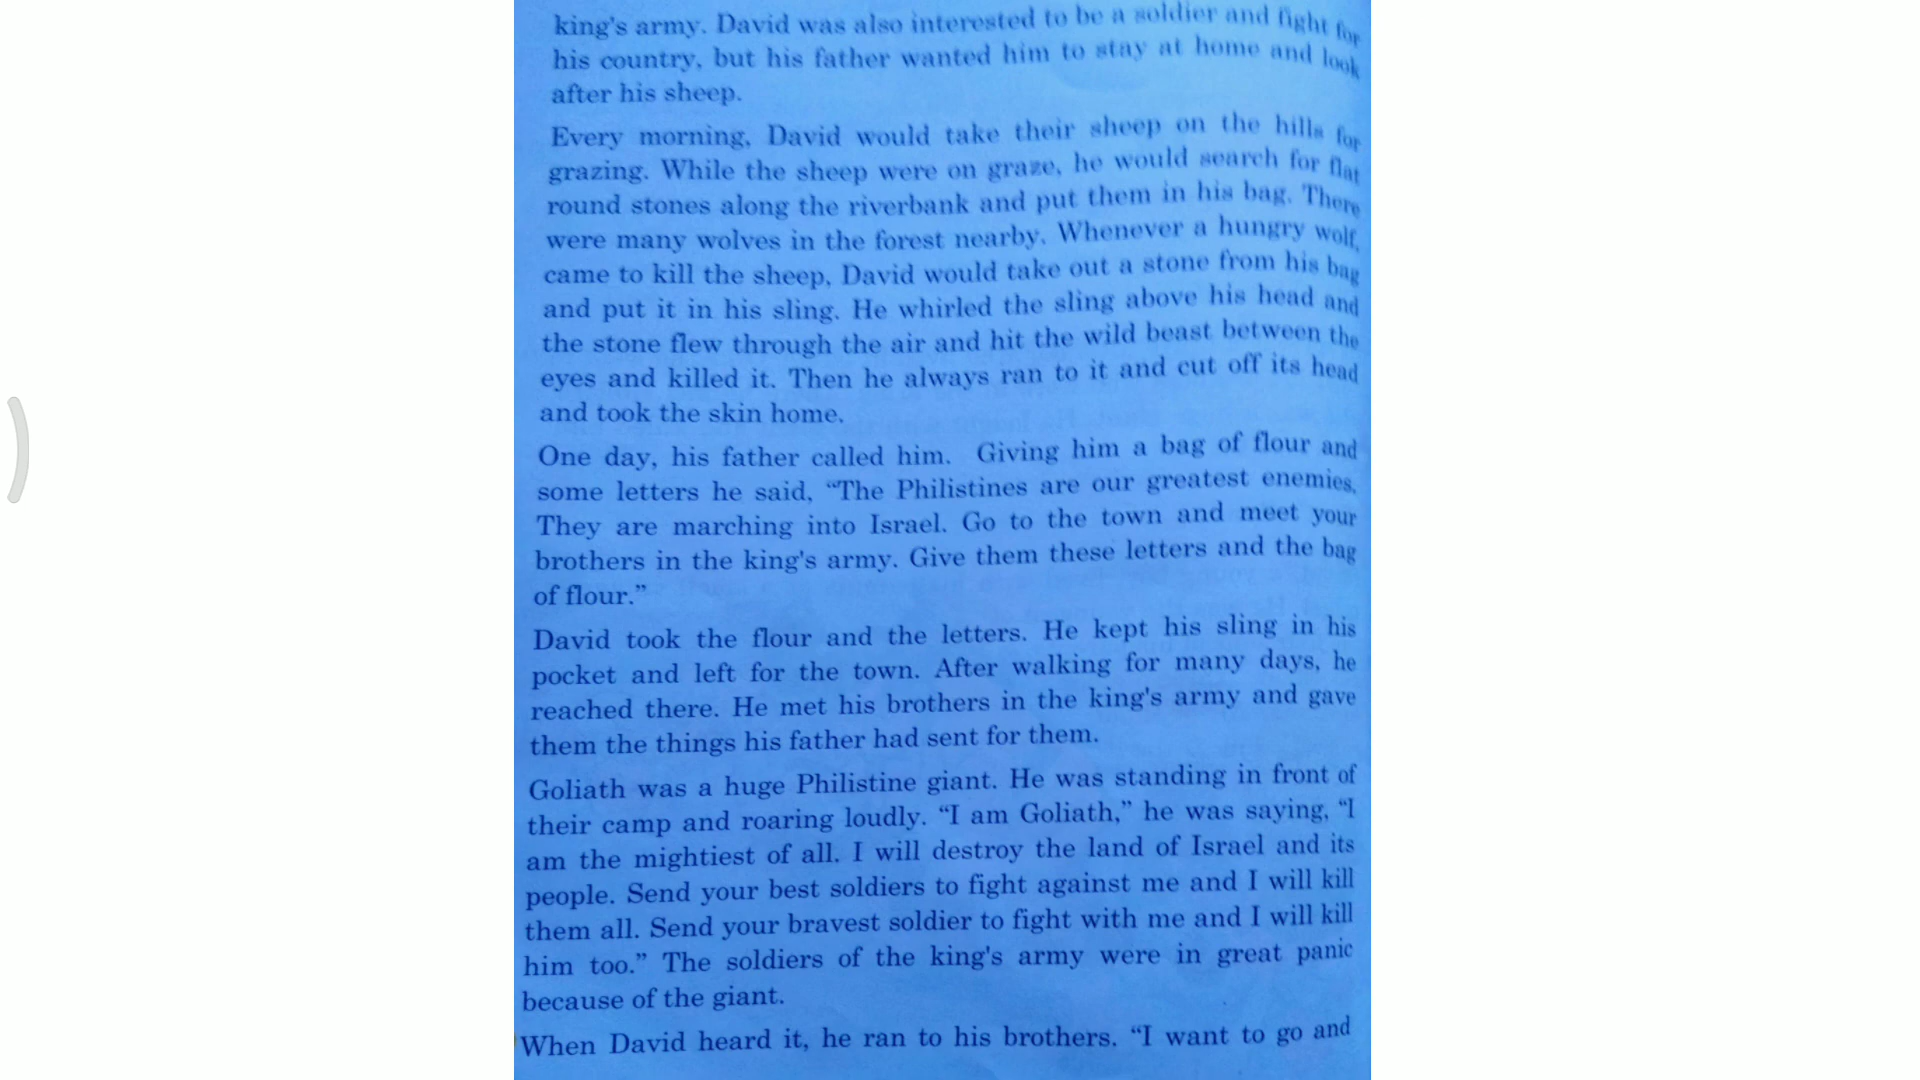 king's army. David was also interested to be a soldier and fight for
his country, but his father wanted him to stay at home and look
after his sheep.
Every morning, David would take their sheep on the hills for
grazing. While the sheep were on graze, he would search for flat
round stones along the riverbank and put them in his bag. There
were many wolves in the forest nearby. Whenever a hungry wolf,
came to kill the sheep, David would take out a stone from his bag
and put it in his sling. He whirled the sling above his head and
the stone flew through the air and hit the wild beast between the
eyes and killed it. Then he always ran to it and cut off its head
and took the skin home.
One day, his father called him. Giving him a bag of flour and
some letters he said, “The Philistines are our greatest enemies.
They are marching into Israel. Go to the town and meet your
brothers in the king's army. Give them these letters and the bag
of flour.”
David took the flour and the letters. He kept his sling in his
pocket and left for the town. After walking for many days, he
reached there. He met his brothers in the king's army and gave
them the things his father had sent for them.
Goliath was a huge Philistine giant. He was standing in front of
their camp and roaring loudly. “I am Goliath,” he was saying, “I
am the mightiest of all. I will destroy the land of Israel and its
people. Send your best soldiers to fight against me and I will kill
them all. Send your bravest soldier to fight with me and I will kill
him too.” The soldiers of the king's army were in great panic
because of the giant.
When David heard it, he ran to his brothers. “I want to go and